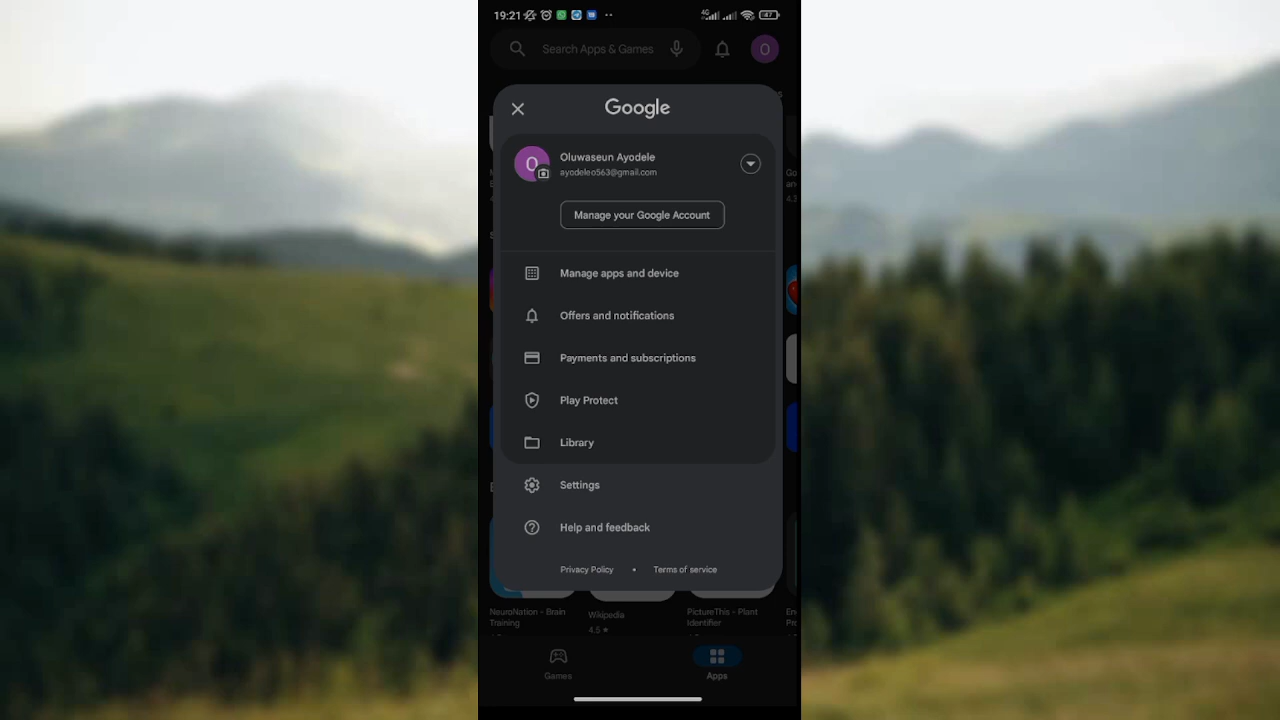 19:21
4G
47
Search Apps & Games
O
Google
O
Oluwaseun Ayodele
ayodeleo563@gmail.com
Manage your Google Account
Manage apps and device
Offers and notifications
Payments and subscriptions
Play Protect
Library
Settings
Help and feedback
Privacy Policy • Terms of service
NeuroNation - Brain
Training
Wikipedia
4.5 ★
PictureThis - Plant
Identifier
Games
Apps